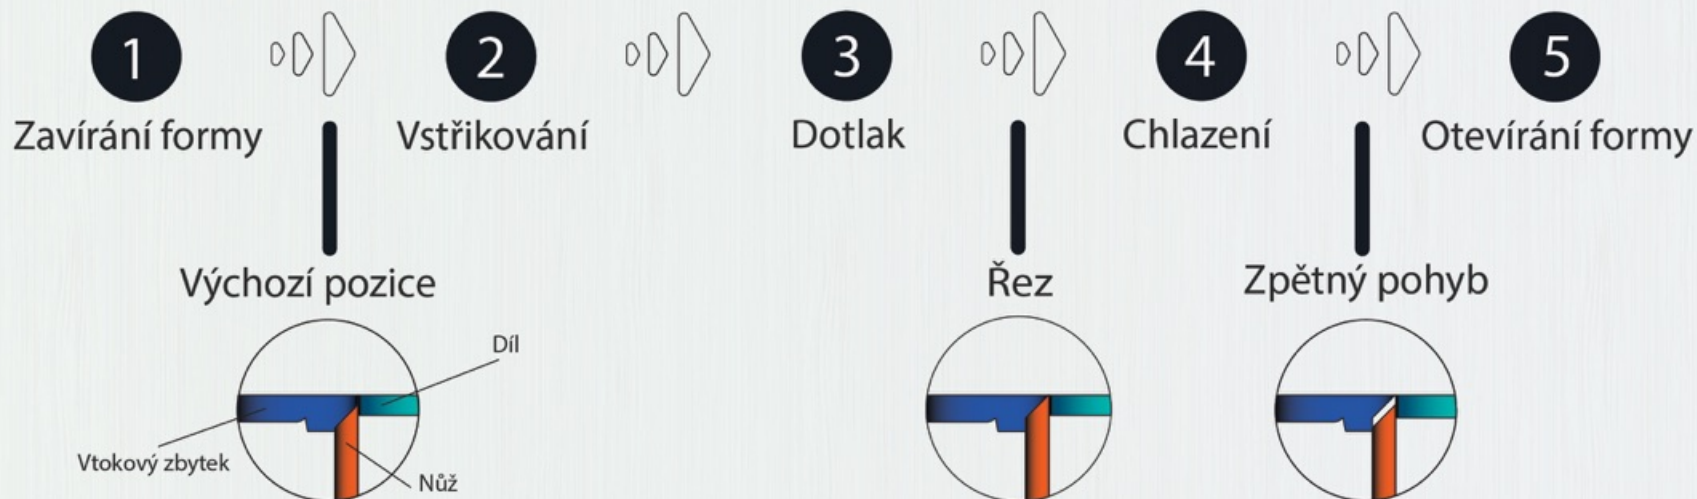 1
2
3
4
5
Zavírání formy
Vstřikování
Dotlak
Chlazení
Otevírání formy
Výchozí pozice
Řez
Zpětný pohyb
Díl
Vtokový zbytek
Nůž